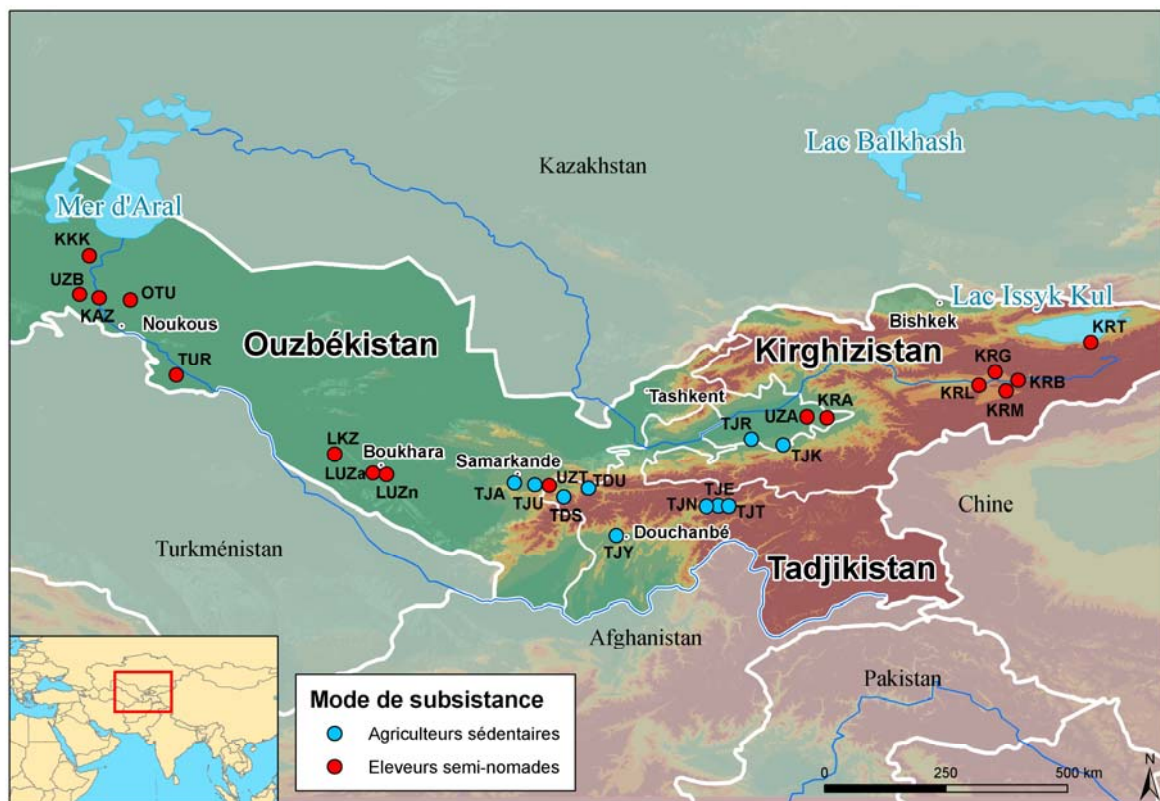 Lac Balkhash
Kazakhstan
Mer d'Aral
KKK
UZB
KAZ
OTU
Noukous
TUR
Ouzbékistan
Lac Issyk Kul
Bishkek
KRT
Kirghizistan
KRG
KRL
KRB
KRM
Tashkent
UZA
KRA
TJR
TJK
LKZ
Boukhara
LUZa
LUZn
Samarkande
TJA
TJU
UZT
TDU
TDS
TJN
TJE
TJT
Chine
TJY
Douchanbé
Turkménistan
Tadjikistan
Afghanistan
Pakistan
Mode de subsistance
Agriculteurs sédentaires
Eleveurs semi-nomades
0 250 500 km
N